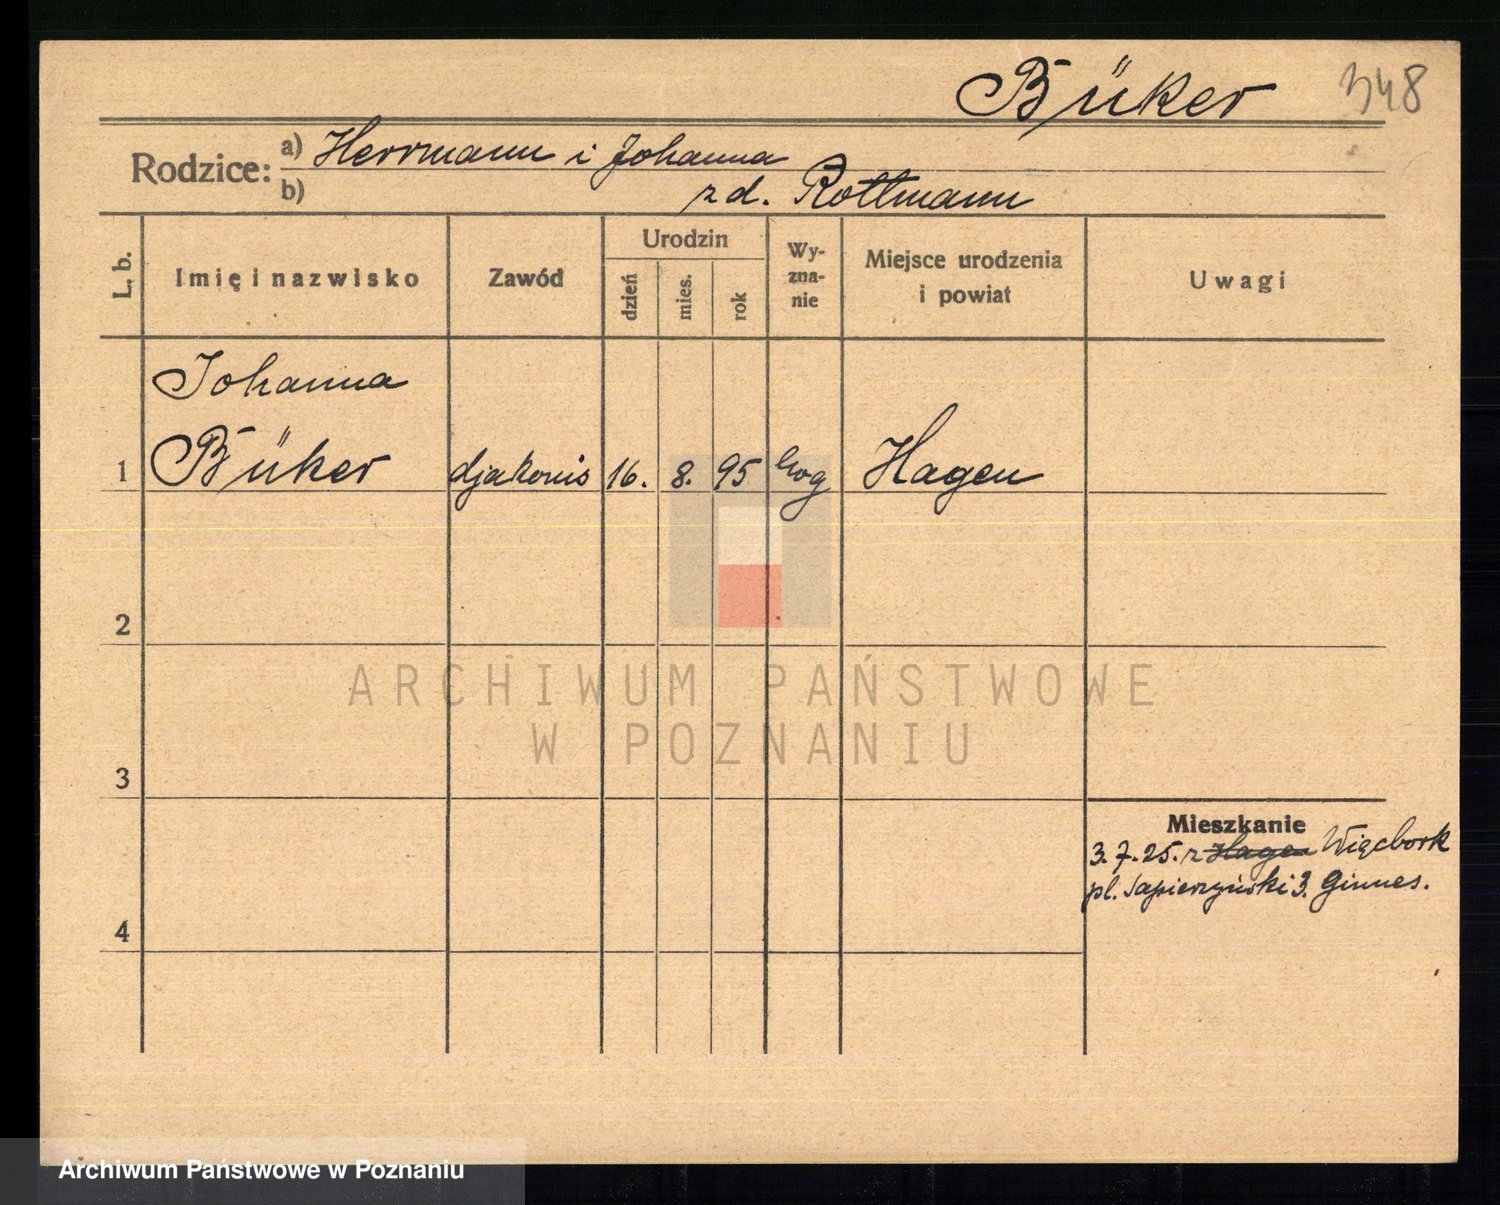 Büker 348
Rodzice: a) Herrmann i Johanna
b) z d. Rottmann
L. b.
Imię i nazwisko
Zawód
Urodzin
dzień
mies.
rok
Wy-
zna-
nie
Miejsce urodzenia
i powiat
Uwagi
Johanna
1 Büker djakonis 16. 8. 95 Hagen
2
ARCHIWUM PAŃSTWOWE
W POZNANIU
3
Mieszkanie
3.7.25. z Hagen Więcbork
pl. Sapierzyński 3.
4
Archiwum Państwowe w Poznaniu